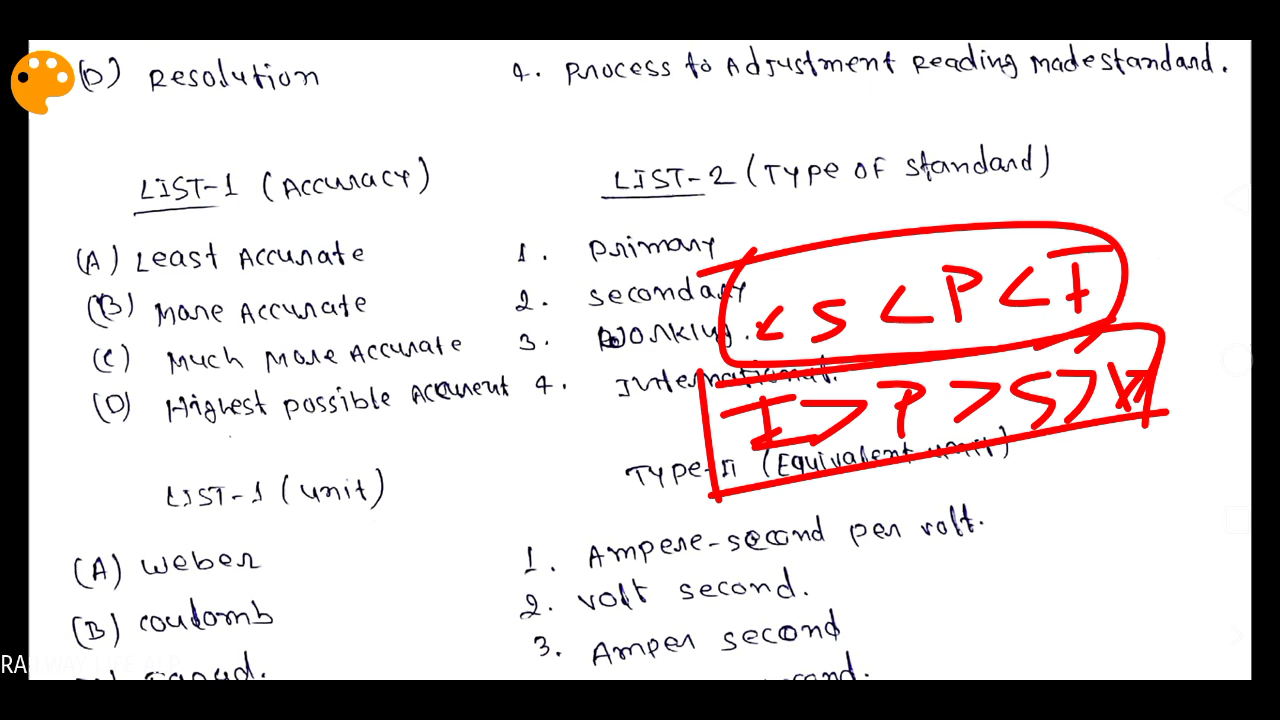 (D) Resolution 4. Process to Adjustment Reading made standard.
LIST-1 (Accuracy) LIST-2 (Type of standard)
(A) Least Accurate 1. Primary
(B) More Accurate 2. Secondary
(C) Much More Accurate 3. Working.
(D) Highest possible Accurent 4. International.
< S < P < I
I > P > S > W
LIST-1 (unit) TYPE-II (Equivalent unit)
(A) weber 1. Ampere-second per volt.
(B) coulomb 2. volt second.
3. Amper second